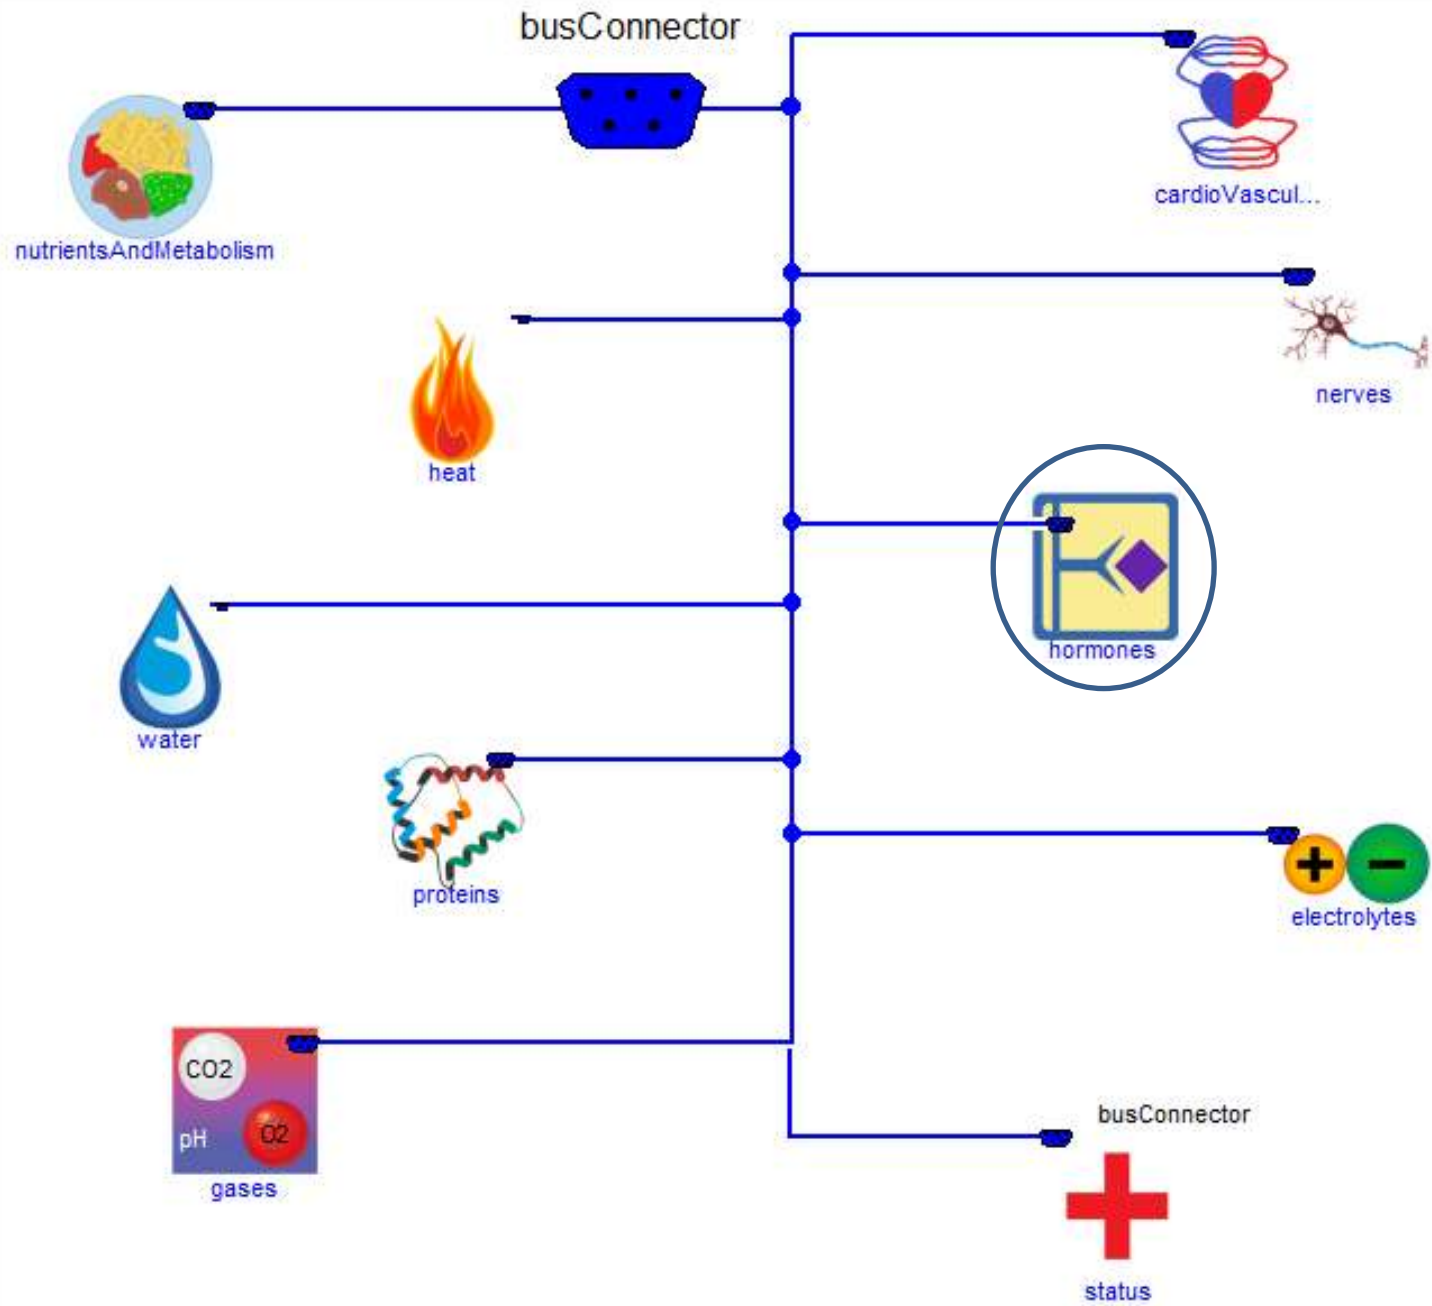 busConnector
cardioVascul...
nutrientsAndMetabolism
nerves
heat
hormones
water
proteins
electrolytes
CO2
pH
O2
gases
busConnector
status